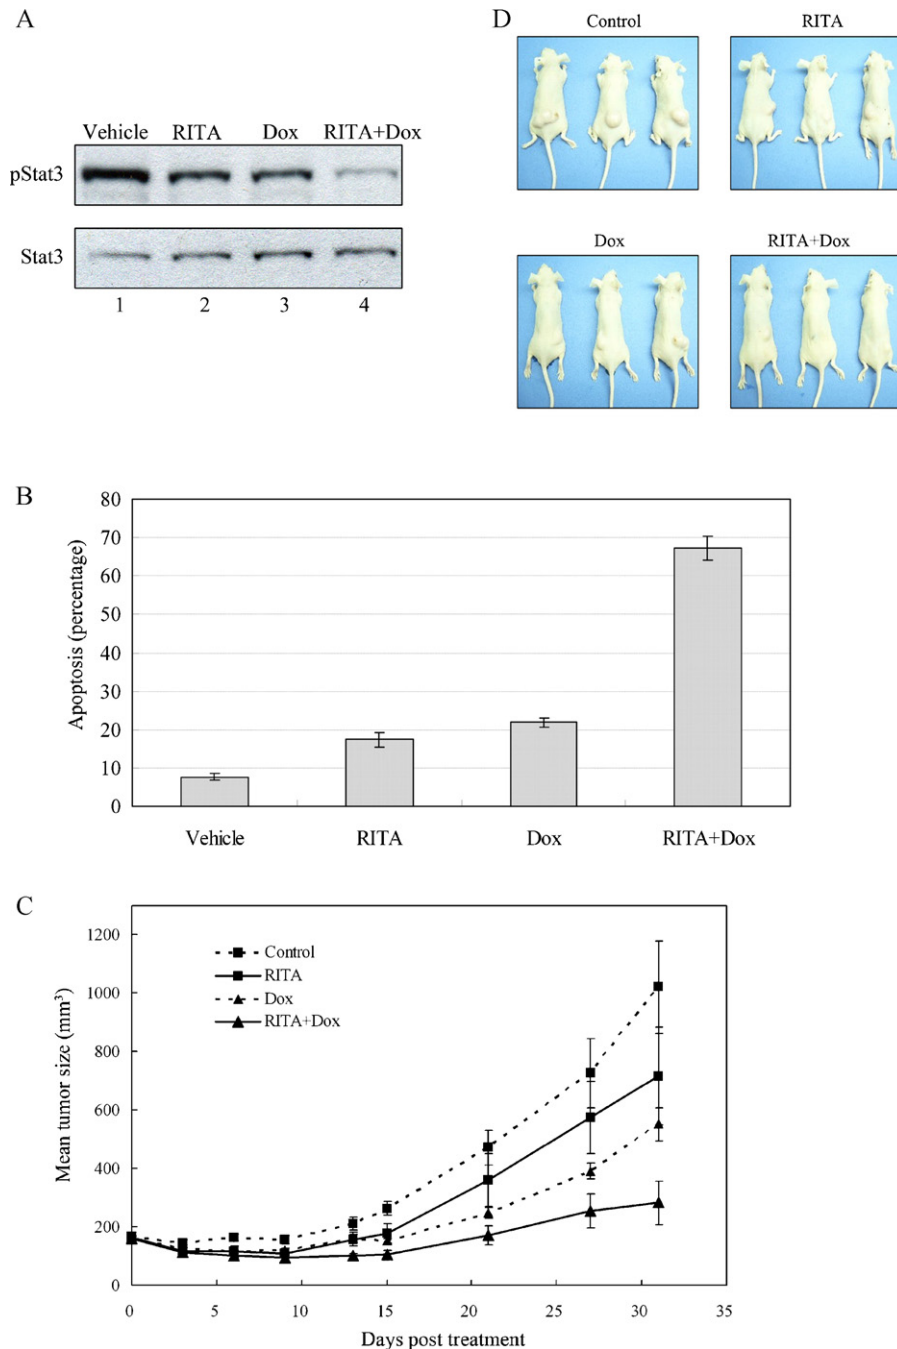 A
Vehicle RITA Dox RITA+Dox
pStat3
Stat3
1 2 3 4
D
Control RITA
Dox RITA+Dox
B
Apoptosis (percentage)
80
70
60
50
40
30
20
10
0
Vehicle RITA Dox RITA+Dox
C
Mean tumor size (mm³)
1200
1000
800
600
400
200
0
Control
RITA
Dox
RITA+Dox
0 5 10 15 20 25 30 35
Days post treatment